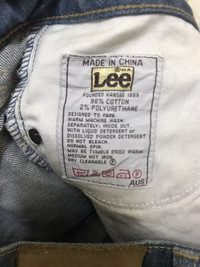 MADE IN CHINA
Lee
FOUNDED KANSAS 1889
98% COTTON
2% POLYURETHANE
DESIGNED TO FADE
WARM MACHINE WASH
SEPARATELY, INSIDE OUT,
WITH LIQUID DETERGENT OR
DISSOLVED POWDER DETERGENT
DO NOT BLEACH.
NORMAL SPIN.
MAY BE TUMBLED DRIED WARM
MEDIUM HOT IRON.
DRY CLEANABLE Ⓟ
AUS